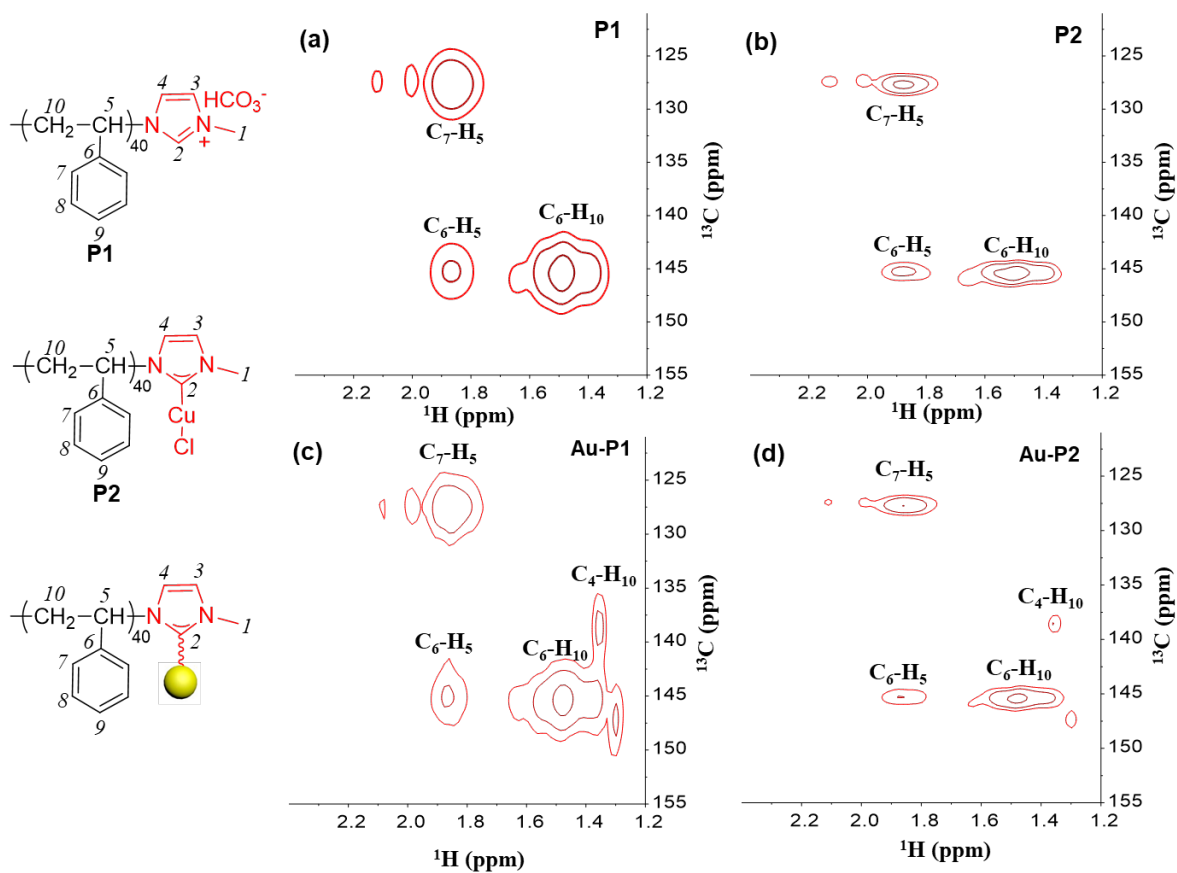 4 3
10 5 HCO₃⁻
─(CH₂─CH)₄₀ N N⁺ 1
6 2
7
8
9
P1
4 3
10 5
─(CH₂─CH)₄₀ N N 1
6 2
7 Cu
8 Cl
9
P2
4 3
10 5
─(CH₂─CH)₄₀ N N 1
6 2
7
8
9
(a) P1
C₇-H₅
C₆-H₅ C₆-H₁₀
125
130
135
140
145
150
155
¹³C (ppm)
2.2 2.0 1.8 1.6 1.4 1.2
¹H (ppm)
(b) P2
C₇-H₅
C₆-H₅ C₆-H₁₀
125
130
135
140
145
150
155
¹³C (ppm)
2.2 2.0 1.8 1.6 1.4 1.2
¹H (ppm)
(c) Au-P1
C₇-H₅
C₄-H₁₀
C₆-H₅ C₆-H₁₀
125
130
135
140
145
150
155
¹³C (ppm)
2.2 2.0 1.8 1.6 1.4 1.2
¹H (ppm)
(d) Au-P2
C₇-H₅
C₄-H₁₀
C₆-H₅ C₆-H₁₀
125
130
135
140
145
150
155
¹³C (ppm)
2.2 2.0 1.8 1.6 1.4 1.2
¹H (ppm)